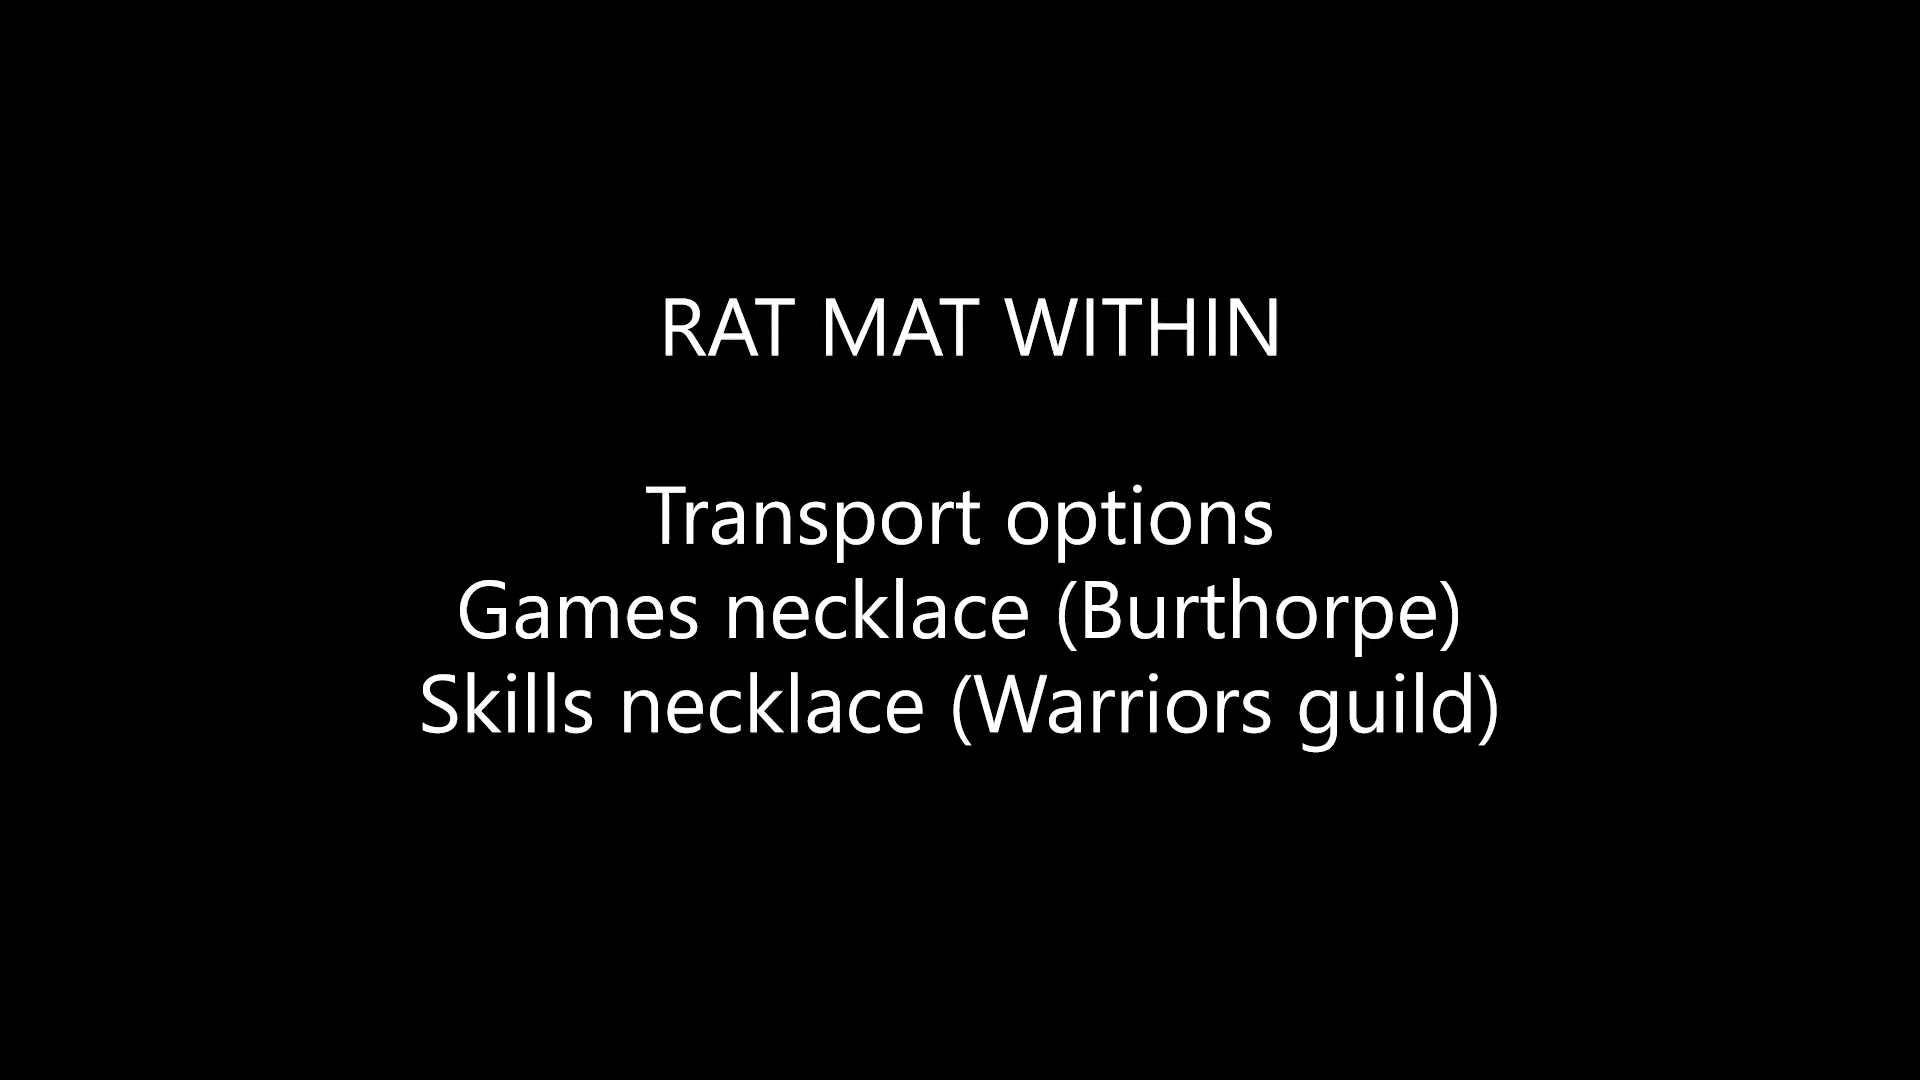 RAT MAT WITHIN
Transport options
Games necklace (Burthorpe)
Skills necklace (Warriors guild)